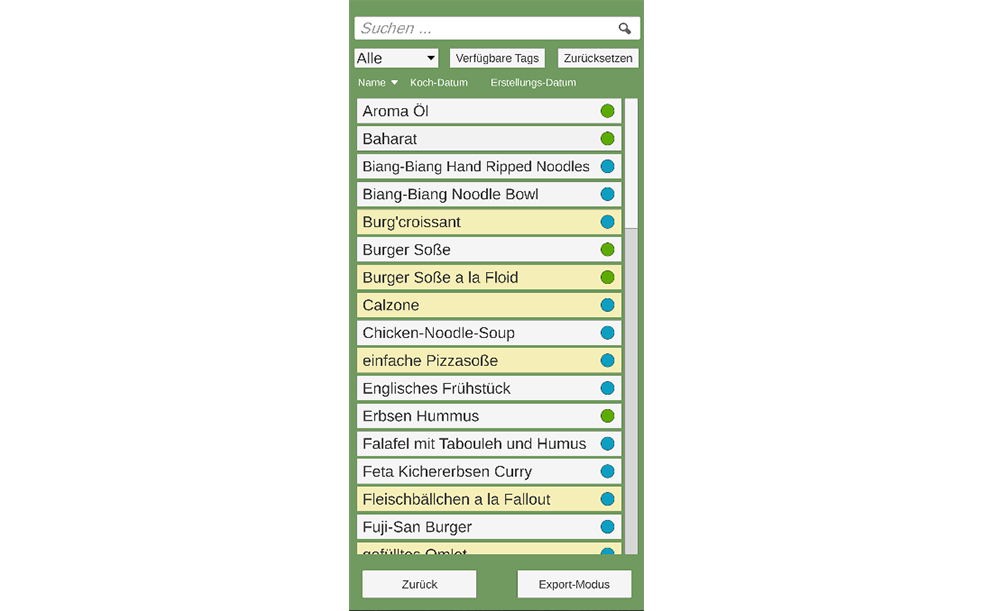 Suchen ...
Alle Verfügbare Tags Zurücksetzen
Name Koch-Datum Erstellungs-Datum
Aroma Öl
Baharat
Biang-Biang Hand Ripped Noodles
Biang-Biang Noodle Bowl
Burg'croissant
Burger Soße
Burger Soße a la Floid
Calzone
Chicken-Noodle-Soup
einfache Pizzasoße
Englisches Frühstück
Erbsen Hummus
Falafel mit Tabouleh und Humus
Feta Kichererbsen Curry
Fleischbällchen a la Fallout
Fuji-San Burger
gefülltes Omlet
Zurück Export-Modus